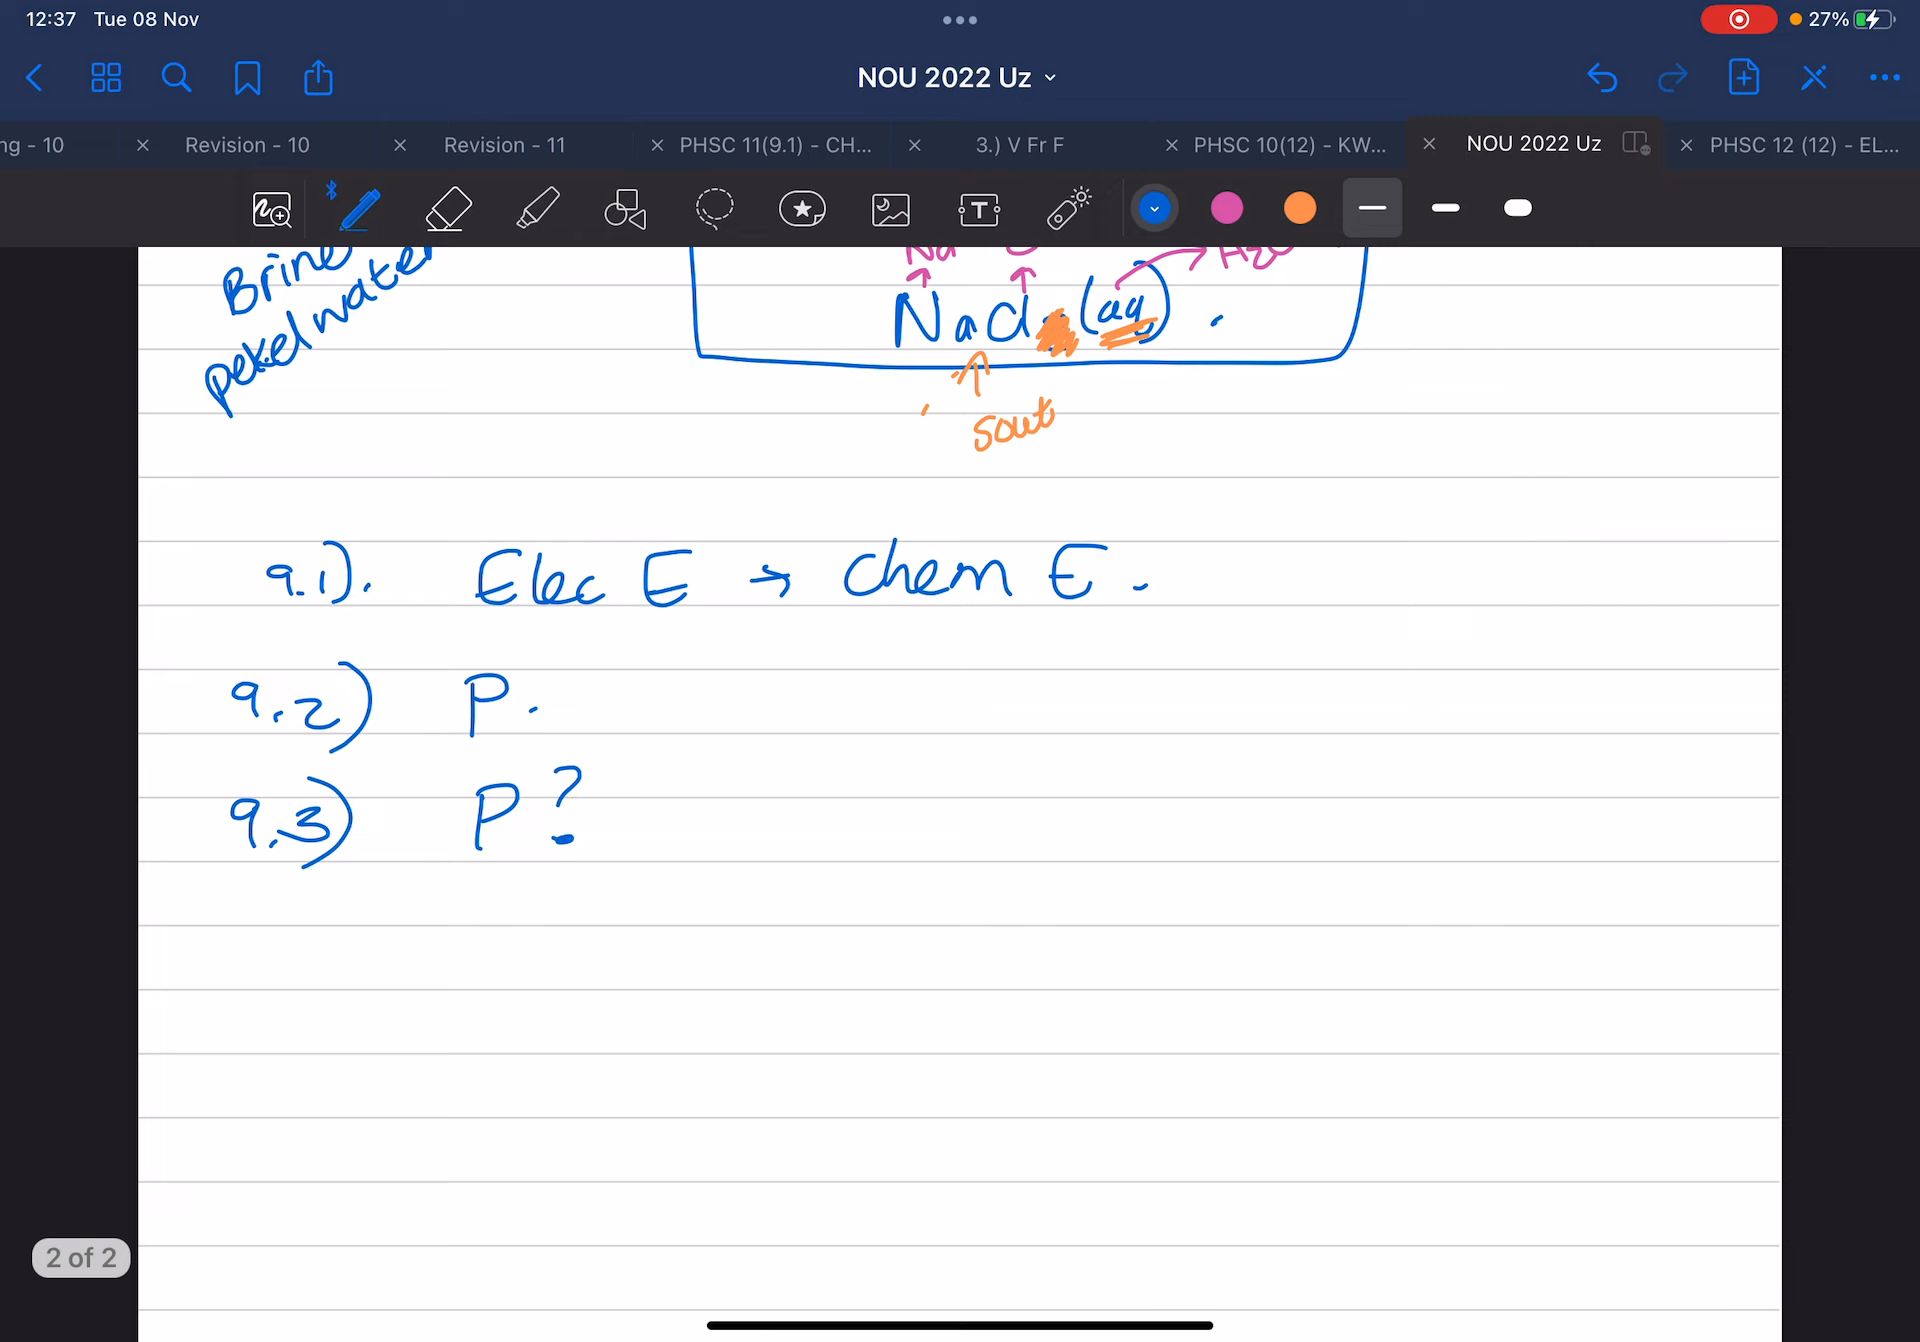 12:37 Tue 08 Nov
27%
NOU 2022 Uz
ng - 10
Revision - 10
Revision - 11
PHSC 11(9.1) - CH...
3.) V Fr F
PHSC 10(12) - KW...
NOU 2022 Uz
PHSC 12 (12) - EL...
Brine
pekelwater
Na
H2O
NaCl (aq).
Sout
9.1). Elec E → Chem E.
9.2) P.
9.3) P?
2 of 2